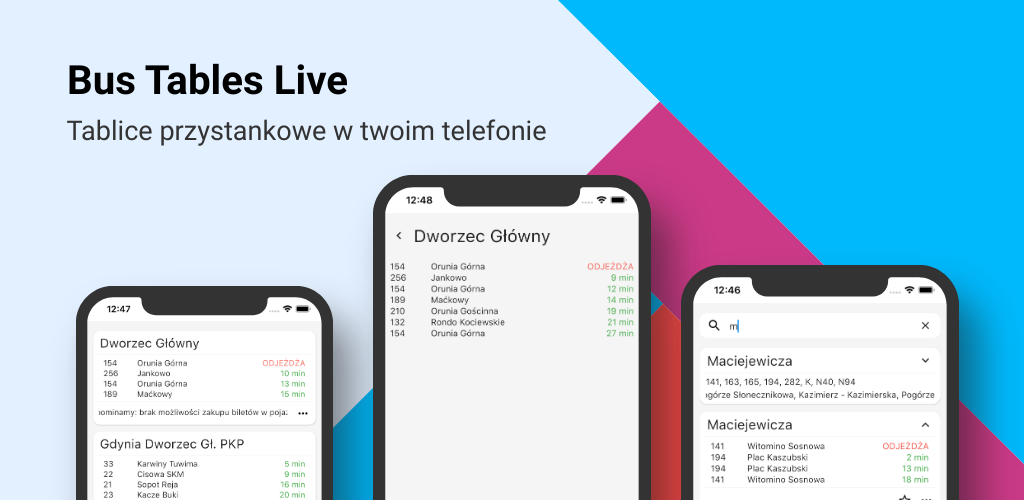 Bus Tables Live
Tablice przystankowe w twoim telefonie
12:47
Dworzec Główny
154 Orunia Górna ODJEŻDŻA
256 Jankowo 10 min
154 Orunia Górna 13 min
189 Maćkowy 15 min
ominamy: brak możliwości zakupu biletów w poja:
Gdynia Dworzec Gł. PKP
33 Karwiny Tuwima 5 min
22 Cisowa SKM 9 min
21 Sopot Reja 16 min
23 Kacze Buki 20 min
12:48
Dworzec Główny
154 Orunia Górna ODJEŻDŻA
256 Jankowo 9 min
154 Orunia Górna 12 min
189 Maćkowy 14 min
210 Orunia Gościnna 19 min
132 Rondo Kociewskie 21 min
154 Orunia Górna 27 min
12:46
m
Maciejewicza
141, 163, 165, 194, 282, K, N40, N94
ogórze Słonecznikowa, Kazimierz - Kazimierska, Pogórze
Maciejewicza
141 Witomino Sosnowa ODJEŻDŻA
194 Plac Kaszubski 2 min
194 Plac Kaszubski 13 min
141 Witomino Sosnowa 18 min